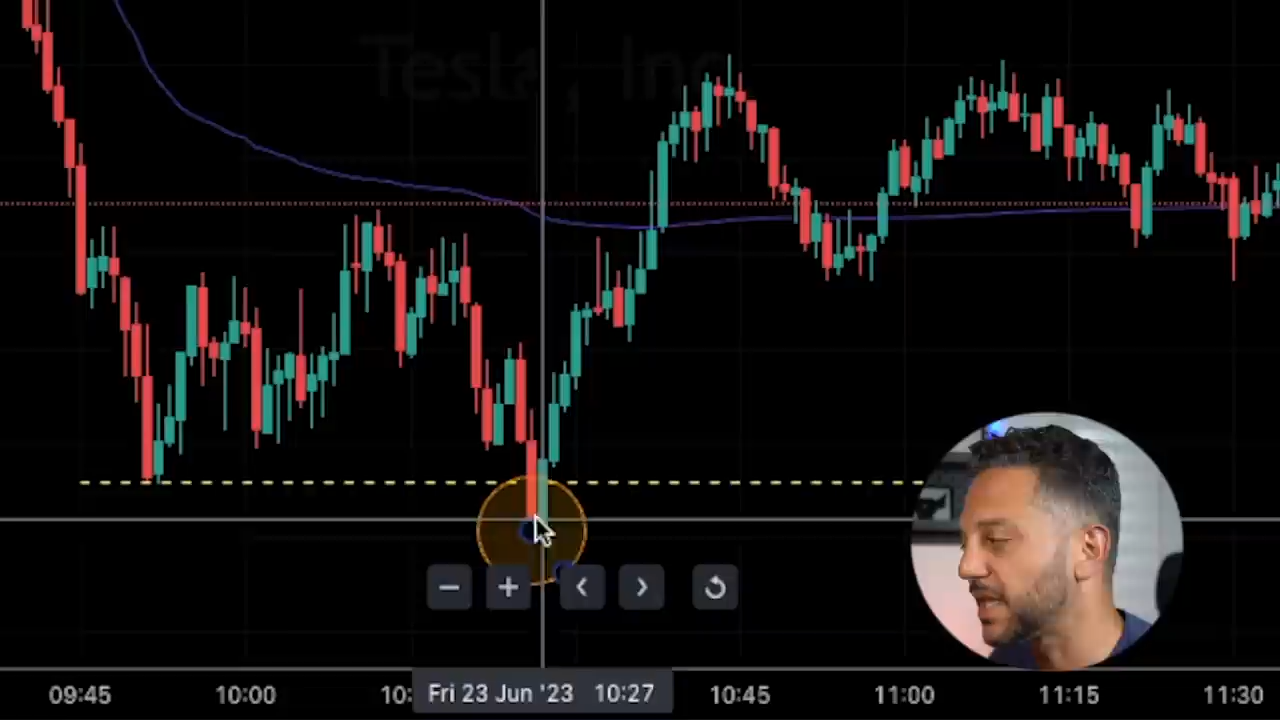 Tesla, Inc
− + < >
09:45 10:00 10: Fri 23 Jun '23 10:27 10:45 11:00 11:15 11:30